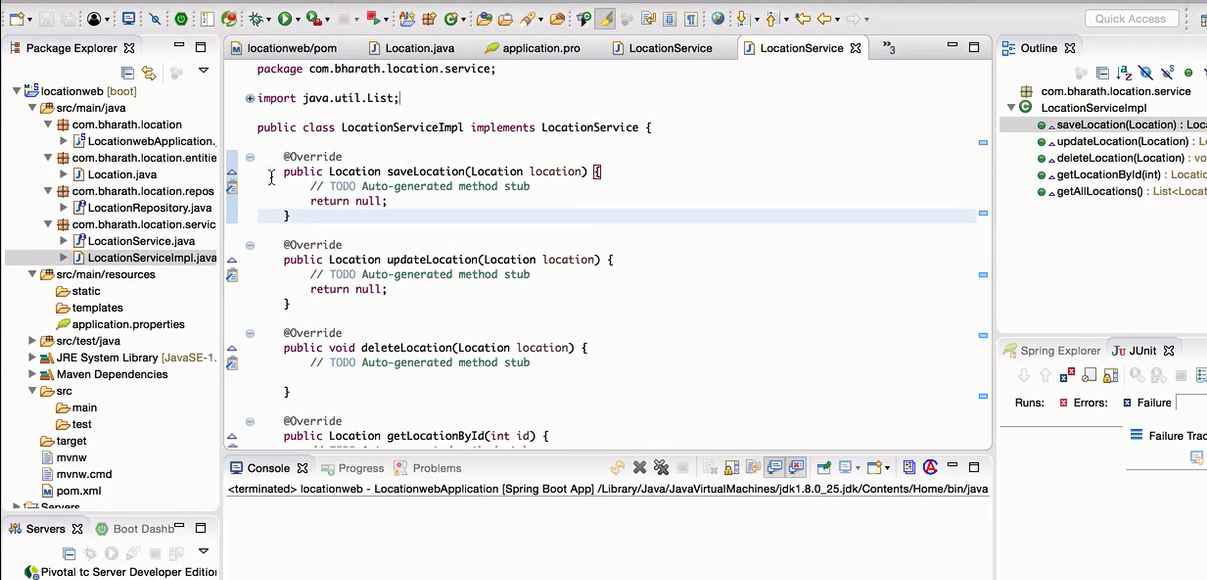 Quick Access
Package Explorer
locationweb [boot]
src/main/java
com.bharath.location
LocationwebApplication.
com.bharath.location.entitie
Location.java
com.bharath.location.repos
LocationRepository.java
com.bharath.location.servic
LocationService.java
LocationServiceImpl.java
src/main/resources
static
templates
application.properties
src/test/java
JRE System Library [JavaSE-1
Maven Dependencies
src
main
test
target
mvnw
mvnw.cmd
pom.xml
Servers
Servers
Boot Dashb
Pivotal tc Server Developer Edition
locationweb/pom
Location.java
application.pro
LocationService
LocationService
»3
package com.bharath.location.service;
import java.util.List;
public class LocationServiceImpl implements LocationService {
@Override
public Location saveLocation(Location location) {
// TODO Auto-generated method stub
return null;
}
@Override
public Location updateLocation(Location location) {
// TODO Auto-generated method stub
return null;
}
@Override
public void deleteLocation(Location location) {
// TODO Auto-generated method stub
}
@Override
public Location getLocationById(int id) {
Console
Progress
Problems
<terminated> locationweb - LocationwebApplication [Spring Boot App] /Library/Java/JavaVirtualMachines/jdk1.8.0_25.jdk/Contents/Home/bin/java
Outline
com.bharath.location.service
LocationServiceImpl
saveLocation(Location) : Loca
updateLocation(Location) : Lo
deleteLocation(Location) : vo
getLocationById(int) : Locatio
getAllLocations() : List<Locat
Spring Explorer
JUnit
Runs:
Errors:
Failure
Failure Trac